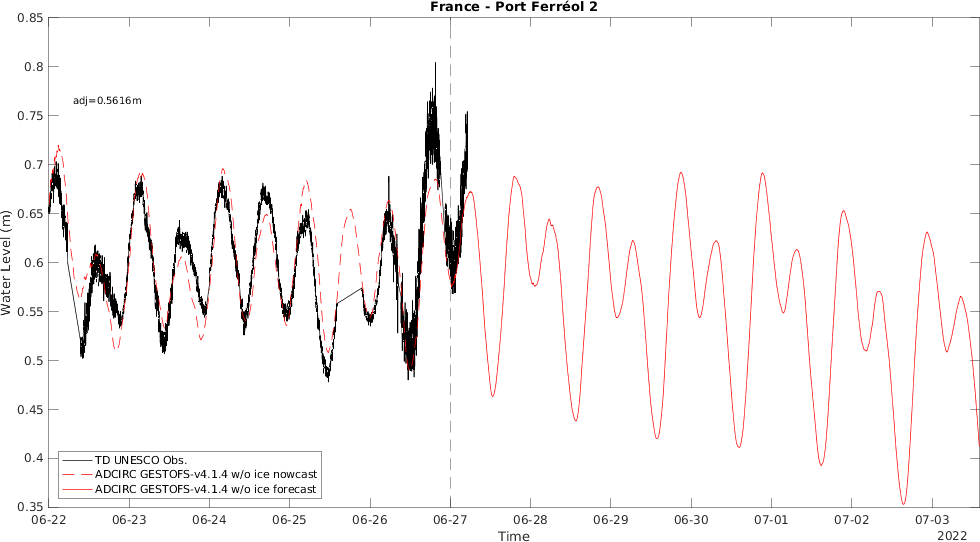 France - Port Ferréol 2
0.85
0.8
0.75
0.7
0.65
0.6
0.55
0.5
0.45
0.4
0.35
Water Level (m)
adj=0.5616m
TD UNESCO Obs.
ADCIRC GESTOFS-v4.1.4 w/o ice nowcast
ADCIRC GESTOFS-v4.1.4 w/o ice forecast
06-22 06-23 06-24 06-25 06-26 06-27 06-28 06-29 06-30 07-01 07-02 07-03
Time
2022